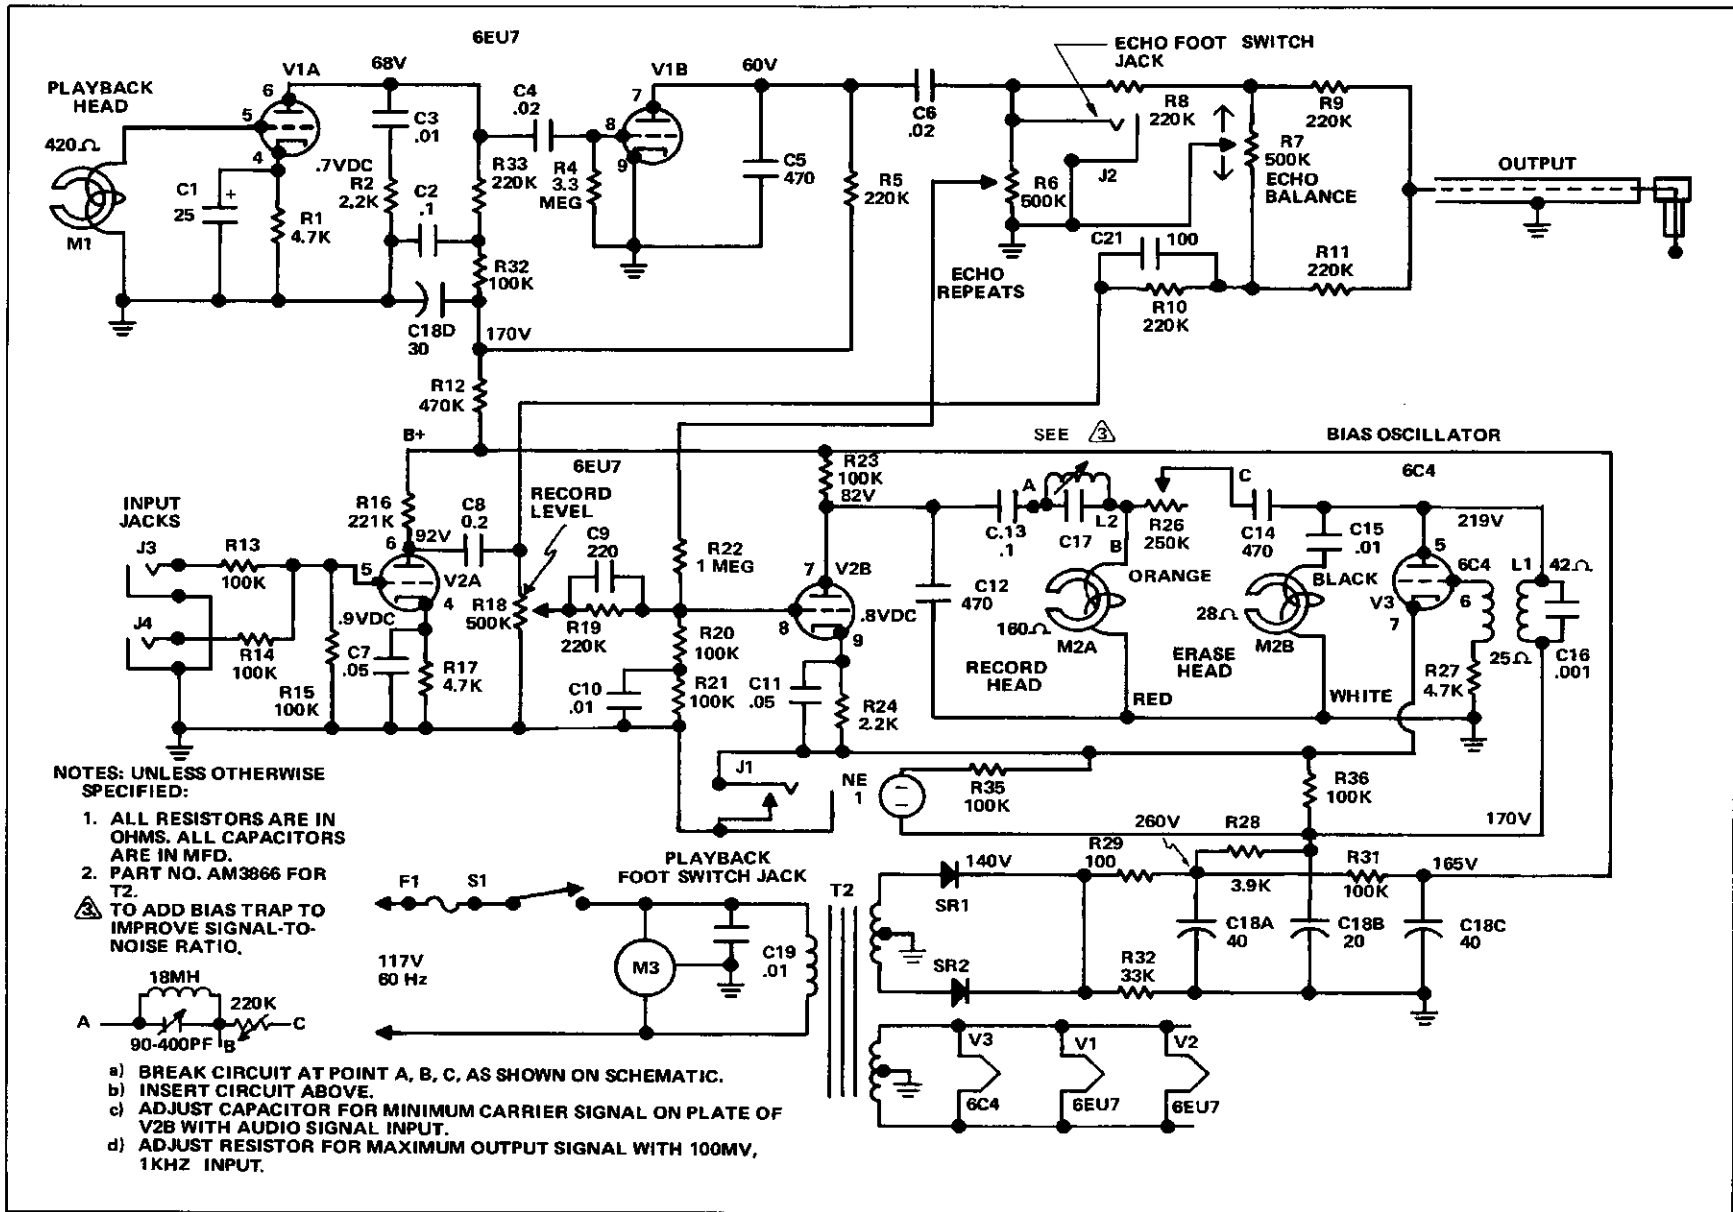 6EU7
ECHO FOOT SWITCH
JACK
PLAYBACK
HEAD
V1A
68V
V1B
60V
6
5
4
420Ω
C1
25
+
M1
R1
4.7K
.7VDC
R2
2.2K
C3
.01
C2
.1
C4
.02
R33
220K
R4
3.3
MEG
7
8
9
C5
470
R5
220K
C6
.02
R8
220K
R9
220K
R7
500K
ECHO
BALANCE
J2
R6
500K
OUTPUT
R32
100K
C18D
30
170V
C21
100
R10
220K
R11
220K
ECHO
REPEATS
R12
470K
B+
SEE 3
BIAS OSCILLATOR
6EU7
6C4
INPUT
JACKS
R16
221K
92V
C8
0.2
RECORD
LEVEL
R23
100K
82V
A
L2
C
J3
R13
100K
6
5
4
V2A
C9
220
R22
1 MEG
7
8
9
V2B
C.13
.1
C17
B
R26
250K
C14
470
C15
.01
219V
5
6C4
6
7
V3
L1
42Ω
J4
R14
100K
.9VDC
R18
500K
R19
220K
R20
100K
.8VDC
C12
470
ORANGE
BLACK
160Ω
M2A
28Ω
M2B
25Ω
C16
.001
R15
100K
C7
.05
R17
4.7K
C10
.01
R21
100K
C11
.05
R24
2.2K
RECORD
HEAD
RED
ERASE
HEAD
WHITE
R27
4.7K
NOTES: UNLESS OTHERWISE
SPECIFIED:
1. ALL RESISTORS ARE IN
OHMS. ALL CAPACITORS
ARE IN MFD.
2. PART NO. AM3866 FOR
T2.
3 TO ADD BIAS TRAP TO
IMPROVE SIGNAL-TO-
NOISE RATIO.
J1
NE
1
R35
100K
R36
100K
170V
PLAYBACK
FOOT SWITCH JACK
260V
R28
3.9K
F1
S1
T2
140V
SR1
R29
100
R31
100K
165V
C18A
40
C18B
20
C18C
40
117V
60 Hz
M3
C19
.01
SR2
R32
33K
18MH
220K
A
C
90-400PF
B
V3
V1
V2
6C4
6EU7
6EU7
a) BREAK CIRCUIT AT POINT A, B, C, AS SHOWN ON SCHEMATIC.
b) INSERT CIRCUIT ABOVE.
c) ADJUST CAPACITOR FOR MINIMUM CARRIER SIGNAL ON PLATE OF
V2B WITH AUDIO SIGNAL INPUT.
d) ADJUST RESISTOR FOR MAXIMUM OUTPUT SIGNAL WITH 100MV,
1KHZ INPUT.